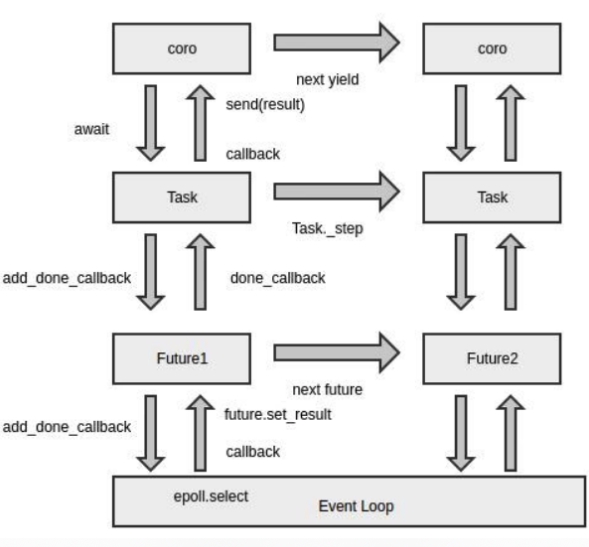 coro
coro
next yield
send(result)
await
callback
Task
Task
Task._step
add_done_callback
done_callback
Future1
Future2
next future
future.set_result
add_done_callback
callback
epoll.select
Event Loop